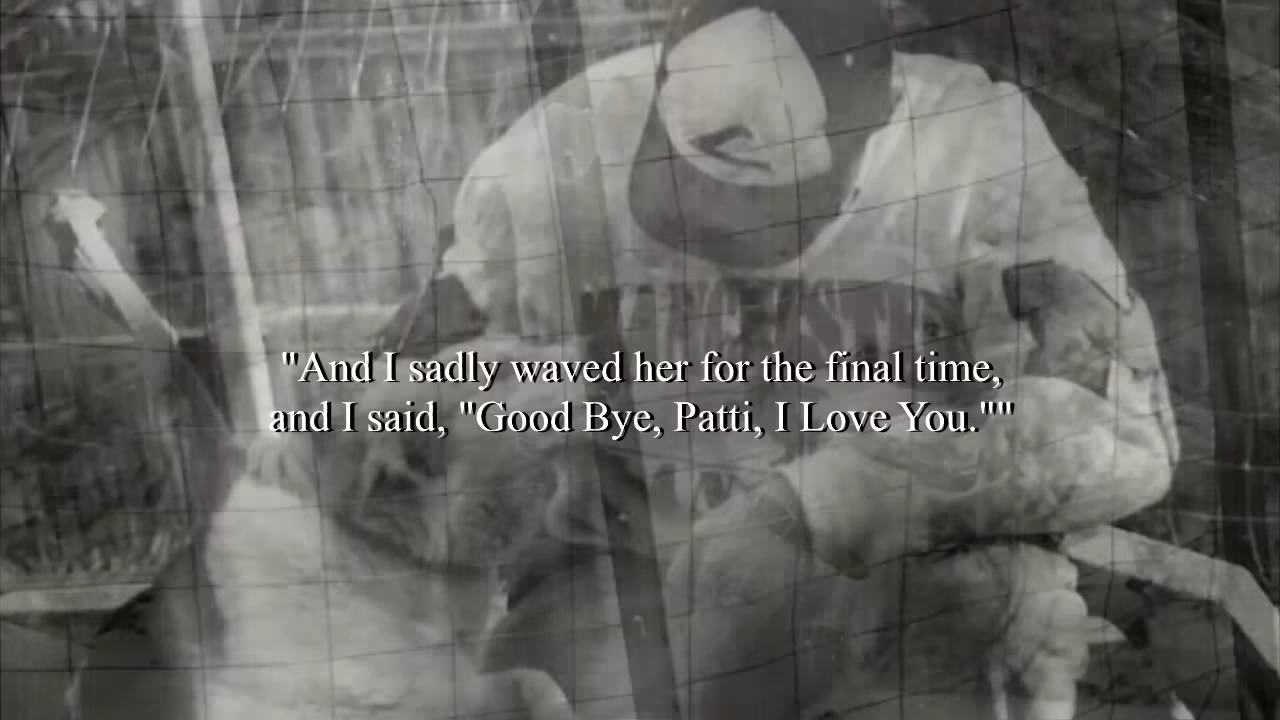 "And I sadly waved her for the final time,
and I said, "Good Bye, Patti, I Love You.""